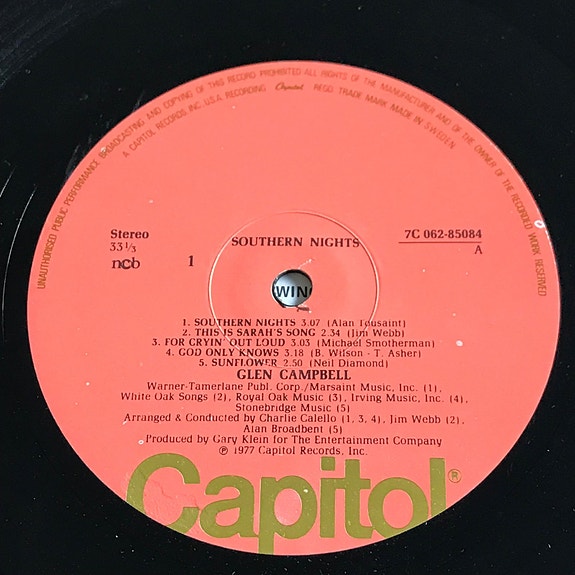 UNAUTHORISED PUBLIC PERFORMANCE BROADCASTING AND COPYING OF THIS RECORD PROHIBITED ALL RIGHTS OF THE MANUFACTURER AND OF THE OWNER OF THE RECORDED WORK RESERVED
A CAPITOL RECORDS INC. U.S.A. RECORDING. Capitol REGD TRADE MARK MADE IN SWEDEN
Stereo
33 1/3
ncb
1
SOUTHERN NIGHTS
7C 062-85084
A
WING
1. SOUTHERN NIGHTS 3.07 (Alan Tousaint)
2. THIS IS SARAH'S SONG 2.34 (Jim Webb)
3. FOR CRYIN' OUT LOUD 3.03 (Michael Smotherman)
4. GOD ONLY KNOWS 3.18 (B. Wilson - T. Asher)
5. SUNFLOWER 2.50 (Neil Diamond)
GLEN CAMPBELL
Warner-Tamerlane Publ. Corp./Marsaint Music, Inc. (1),
White Oak Songs (2), Royal Oak Music (3), Irving Music, Inc. (4),
Stonebridge Music (5)
Arranged & Conducted by Charlie Calello (1, 3, 4), Jim Webb (2),
Alan Broadbent (5)
Produced by Gary Klein for The Entertainment Company
℗ 1977 Capitol Records, Inc.
Capitol®